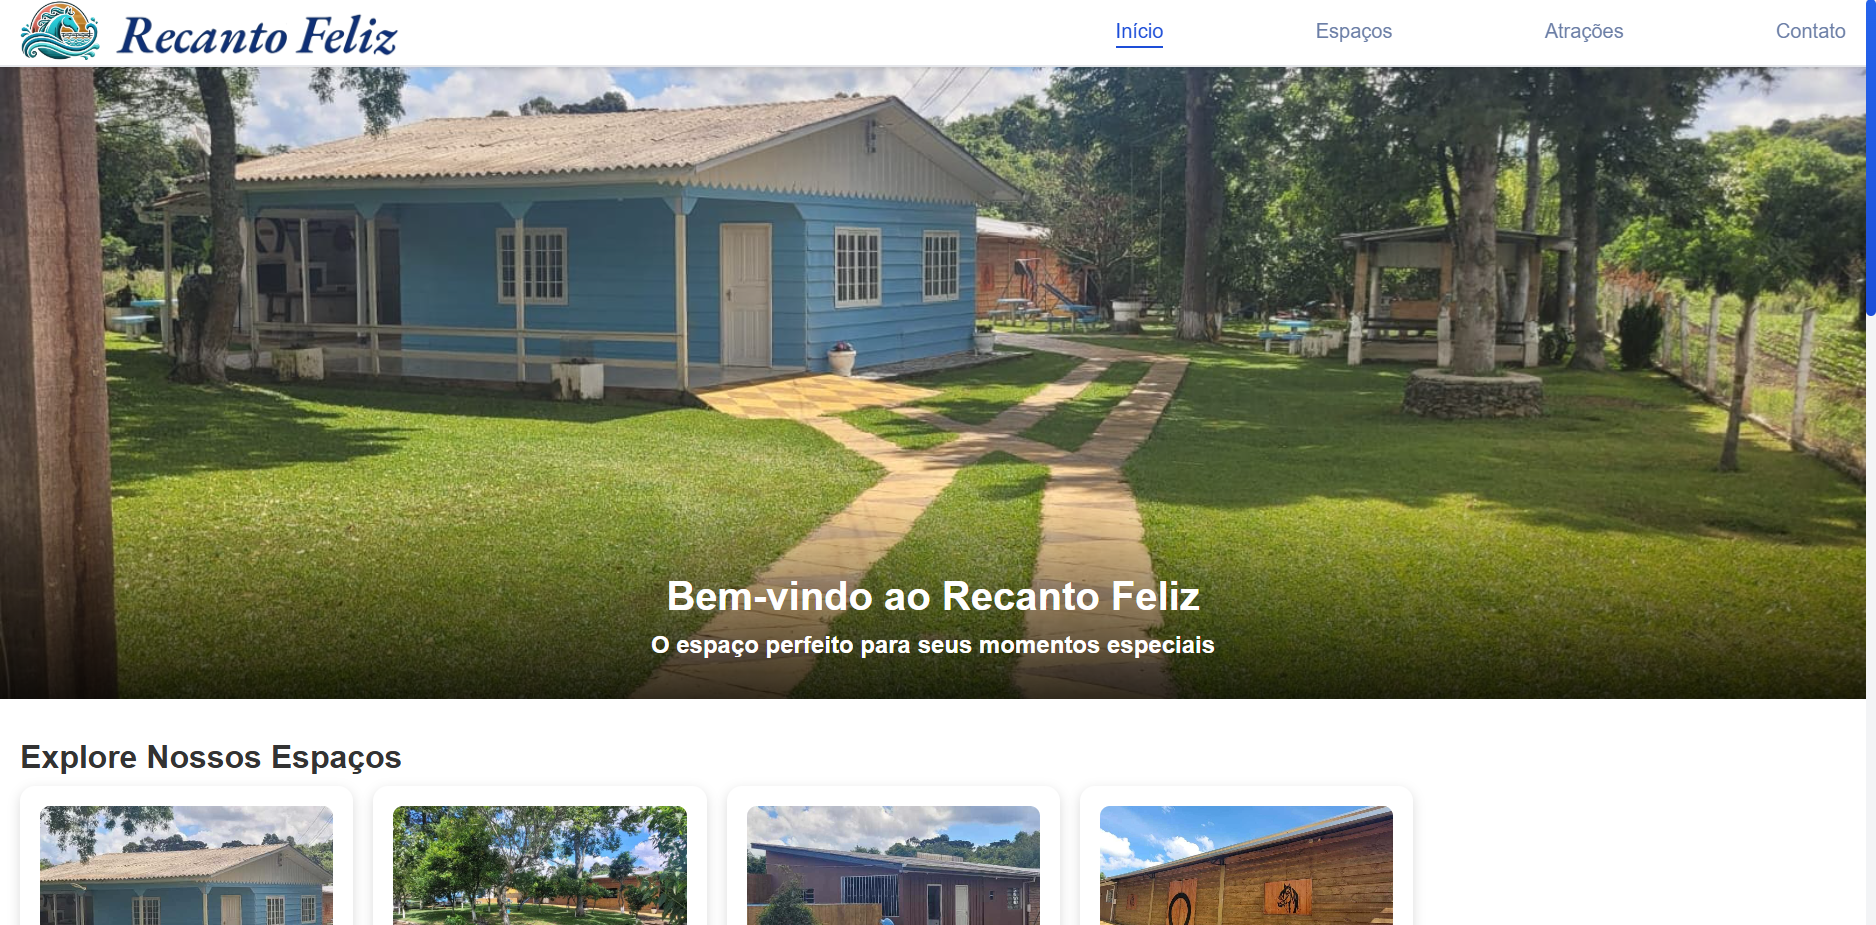 Recanto Feliz
Início
Espaços
Atrações
Contato
Bem-vindo ao Recanto Feliz
O espaço perfeito para seus momentos especiais
Explore Nossos Espaços